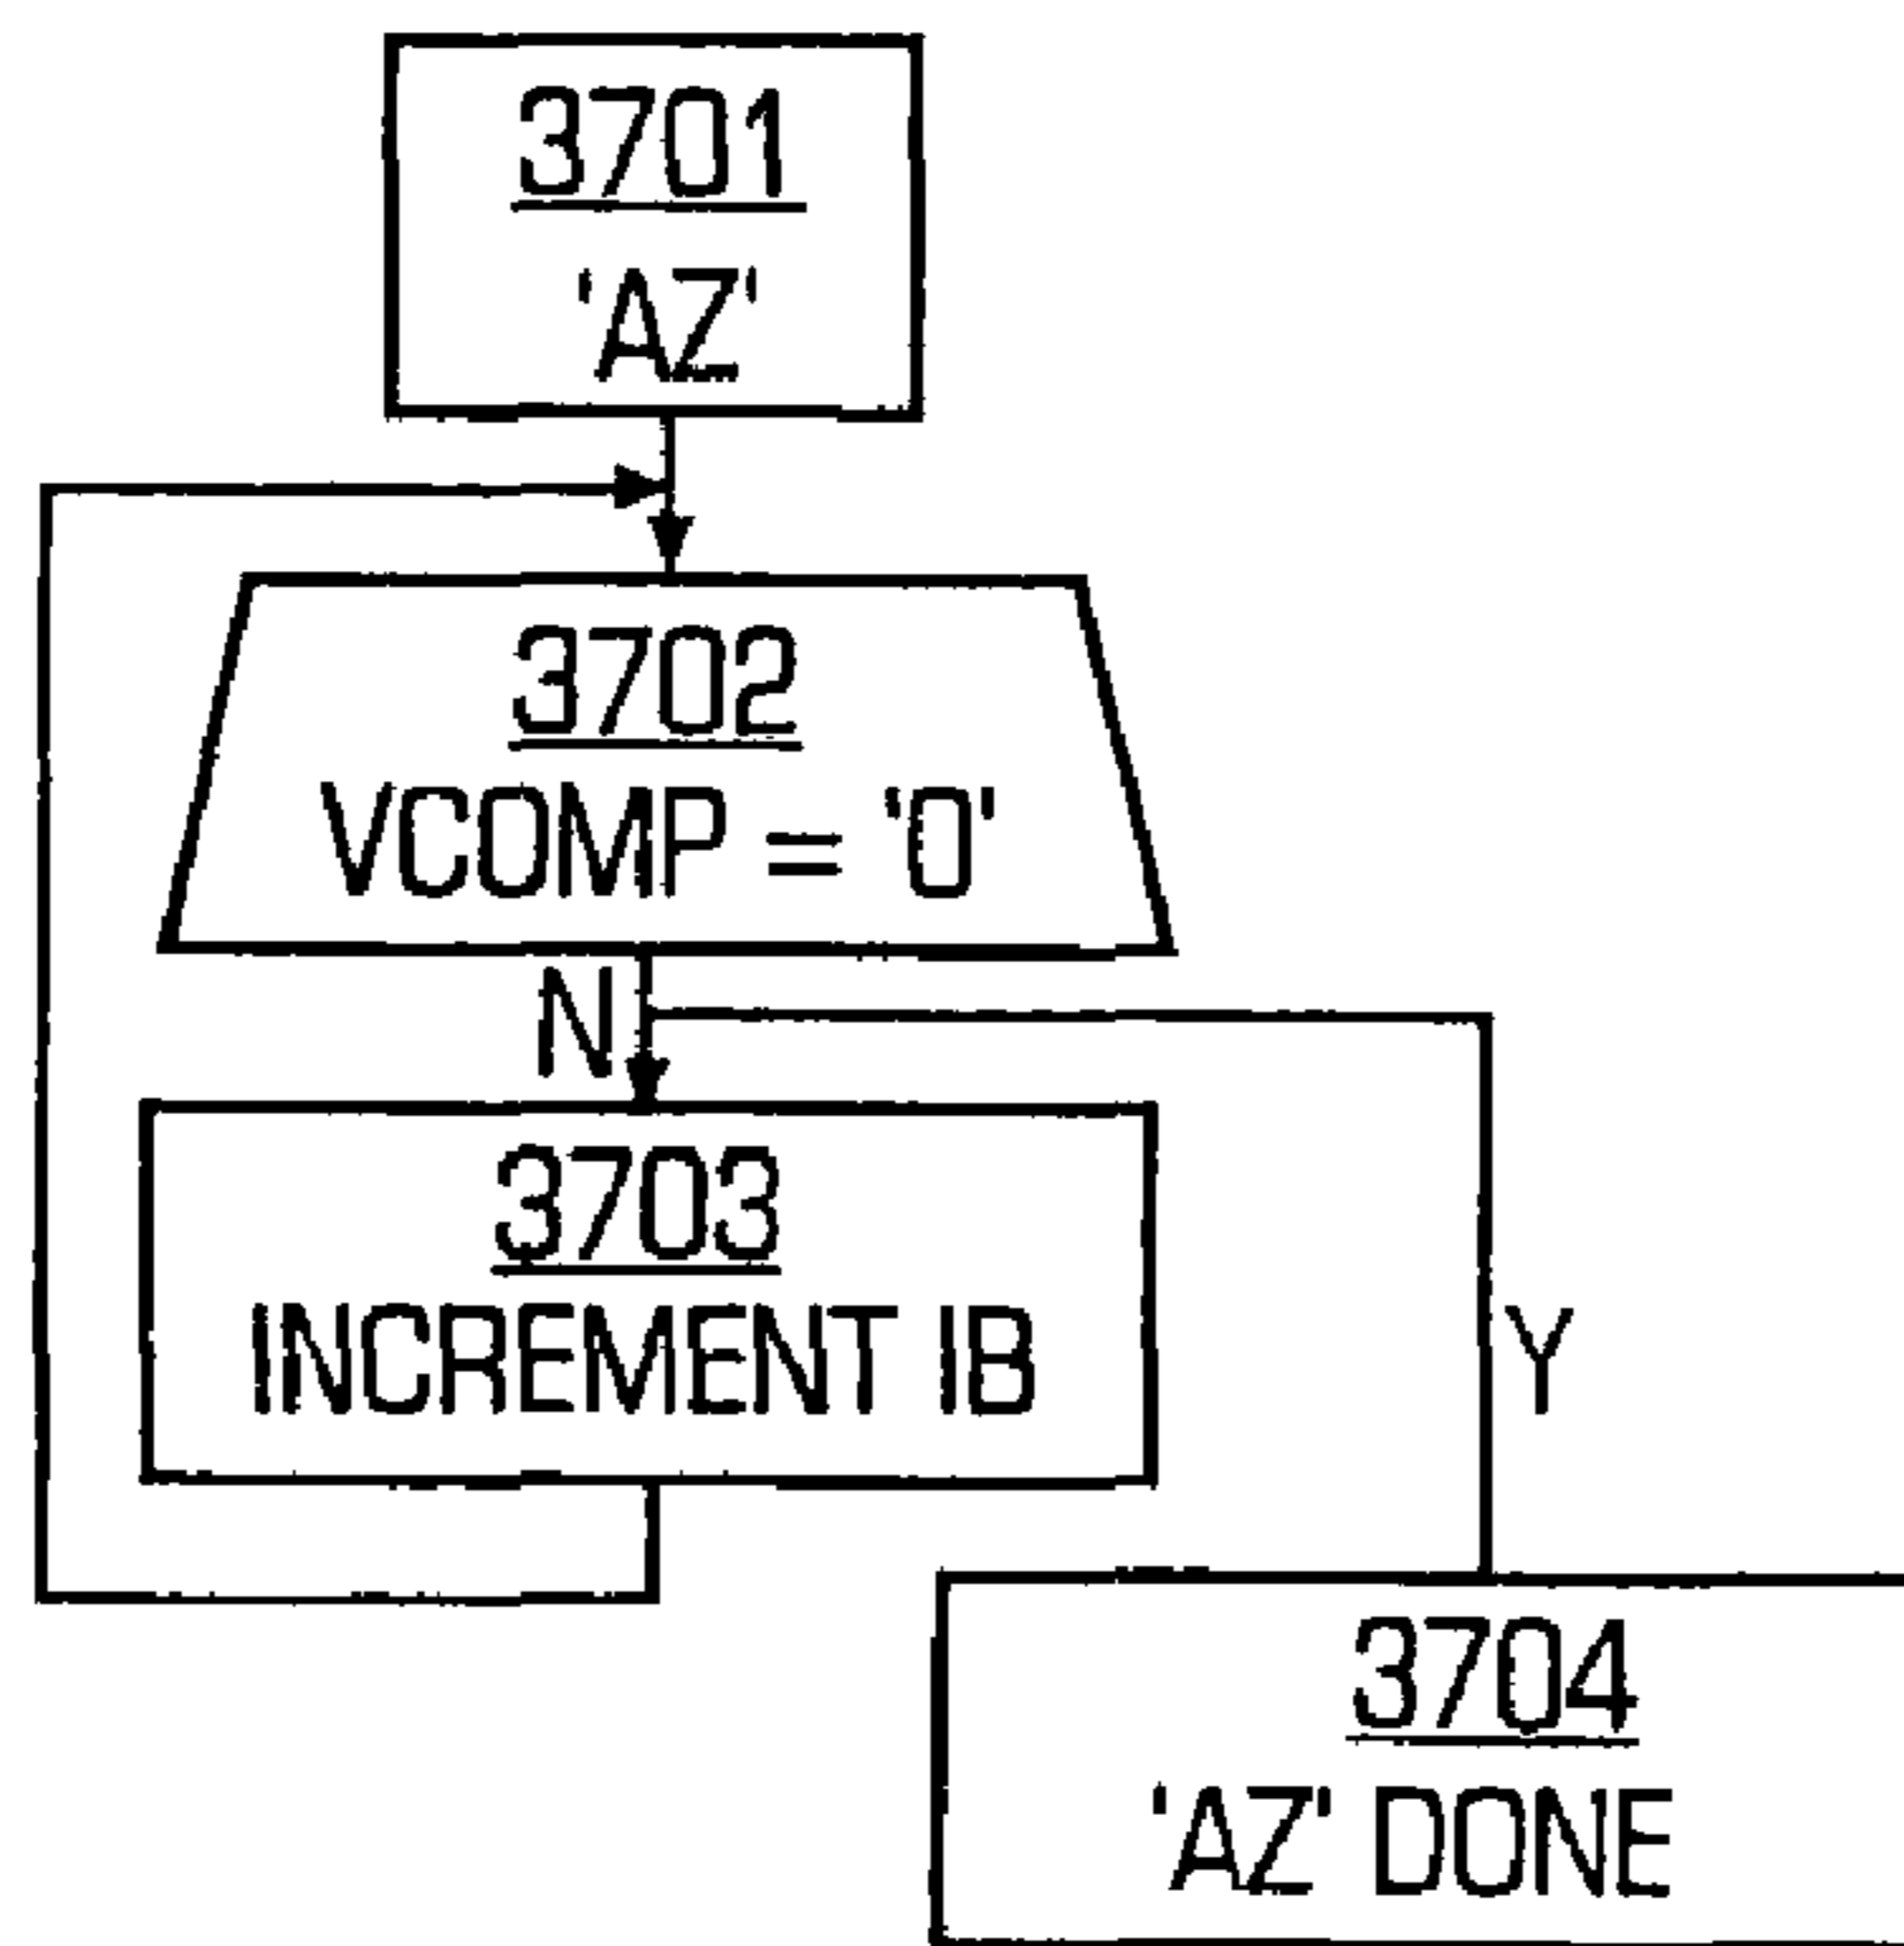 3701
'AZ'
3702
VCOMP = '0'
N
3703
INCREMENT IB
Y
3704
'AZ' DONE